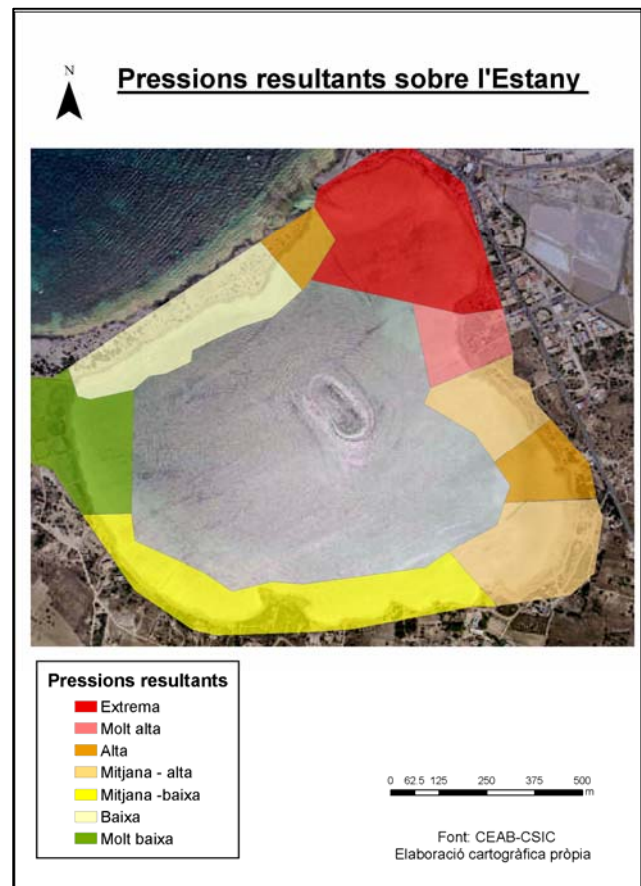 N
Pressions resultants sobre l'Estany
Pressions resultants
Extrema
Molt alta
Alta
Mitjana - alta
Mitjana -baixa
Baixa
Molt baixa
0 62.5 125 250 375 500
m
Font: CEAB-CSIC
Elaboració cartogràfica pròpia